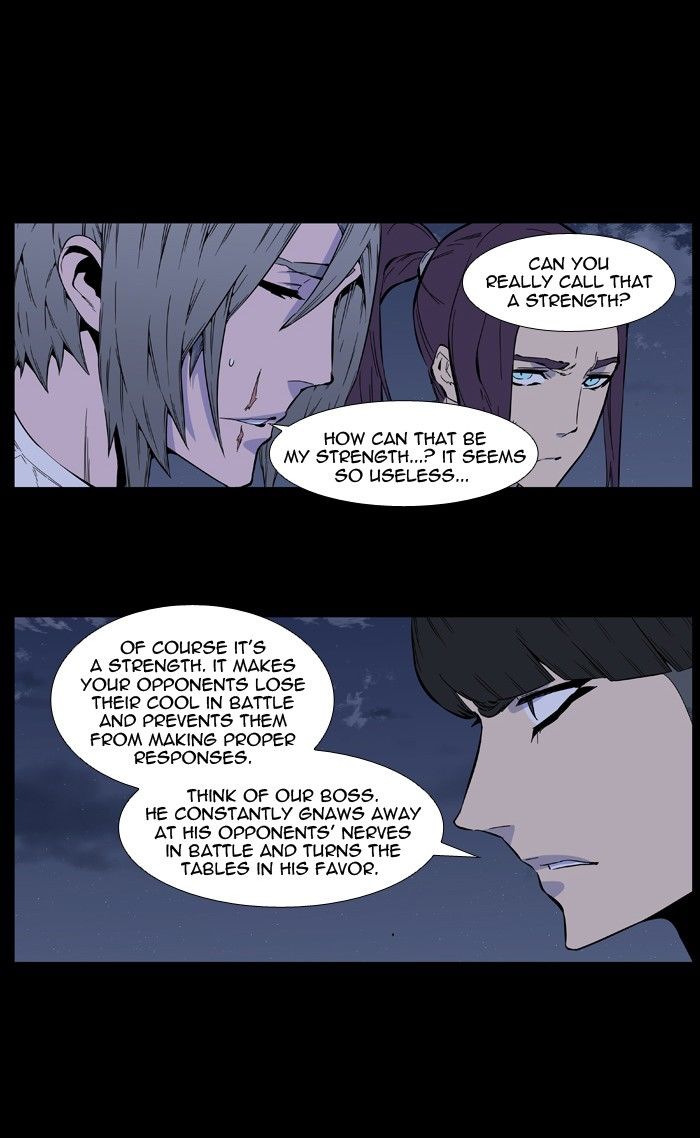 CAN YOU
REALLY CALL THAT
A STRENGTH?
HOW CAN THAT BE
MY STRENGTH...? IT SEEMS
SO USELESS...
OF COURSE IT'S
A STRENGTH. IT MAKES
YOUR OPPONENTS LOSE
THEIR COOL IN BATTLE
AND PREVENTS THEM
FROM MAKING PROPER
RESPONSES.
THINK OF OUR BOSS.
HE CONSTANTLY GNAWS AWAY
AT HIS OPPONENTS' NERVES
IN BATTLE AND TURNS THE
TABLES IN HIS FAVOR.